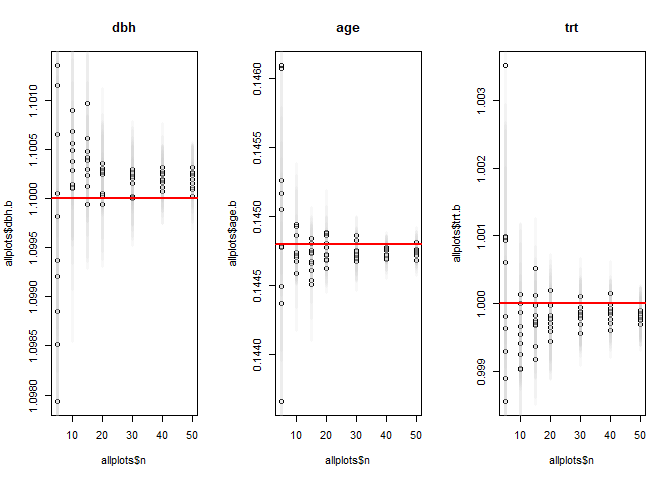 dbh
allplots$dbh.b
1.0980
1.0985
1.0990
1.0995
1.1000
1.1005
1.1010
10 20 30 40 50
allplots$n
age
allplots$age.b
0.1440
0.1445
0.1450
0.1455
0.1460
10 20 30 40 50
allplots$n
trt
allplots$trt.b
0.999
1.000
1.001
1.002
1.003
10 20 30 40 50
allplots$n